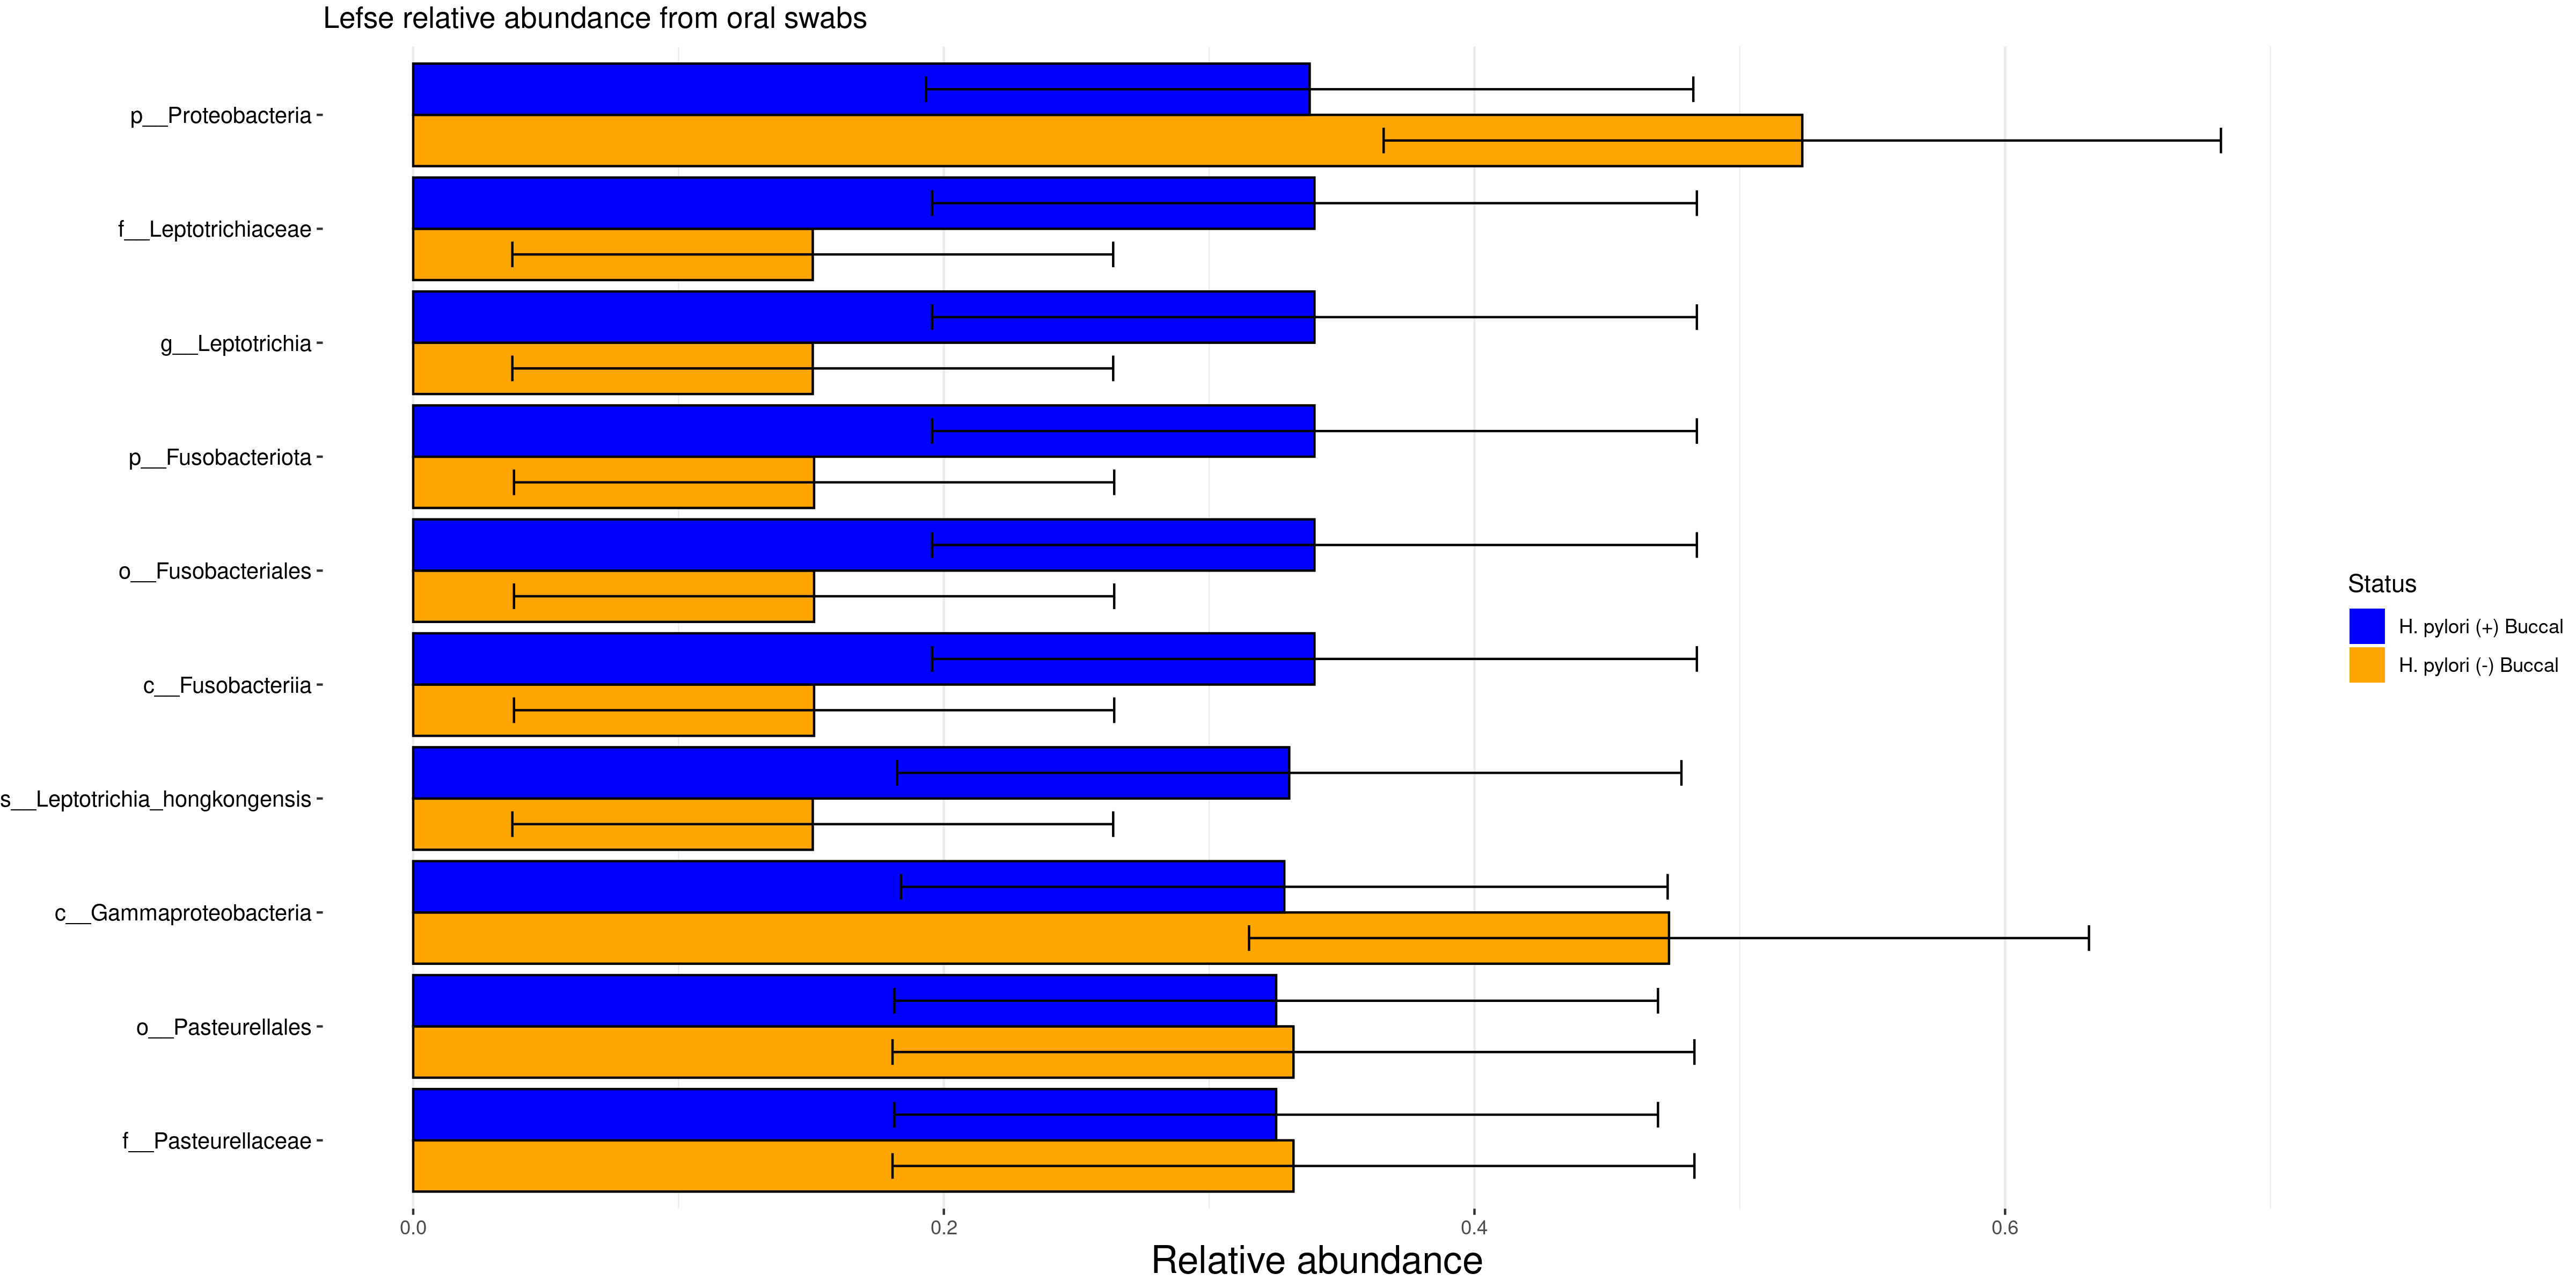 Lefse relative abundance from oral swabs
p__Proteobacteria
f__Leptotrichiaceae
g__Leptotrichia
p__Fusobacteriota
o__Fusobacteriales
c__Fusobacteriia
s__Leptotrichia_hongkongensis
c__Gammaproteobacteria
o__Pasteurellales
f__Pasteurellaceae
0.0 0.2 0.4 0.6
Relative abundance
Status
H. pylori (+) Buccal
H. pylori (-) Buccal